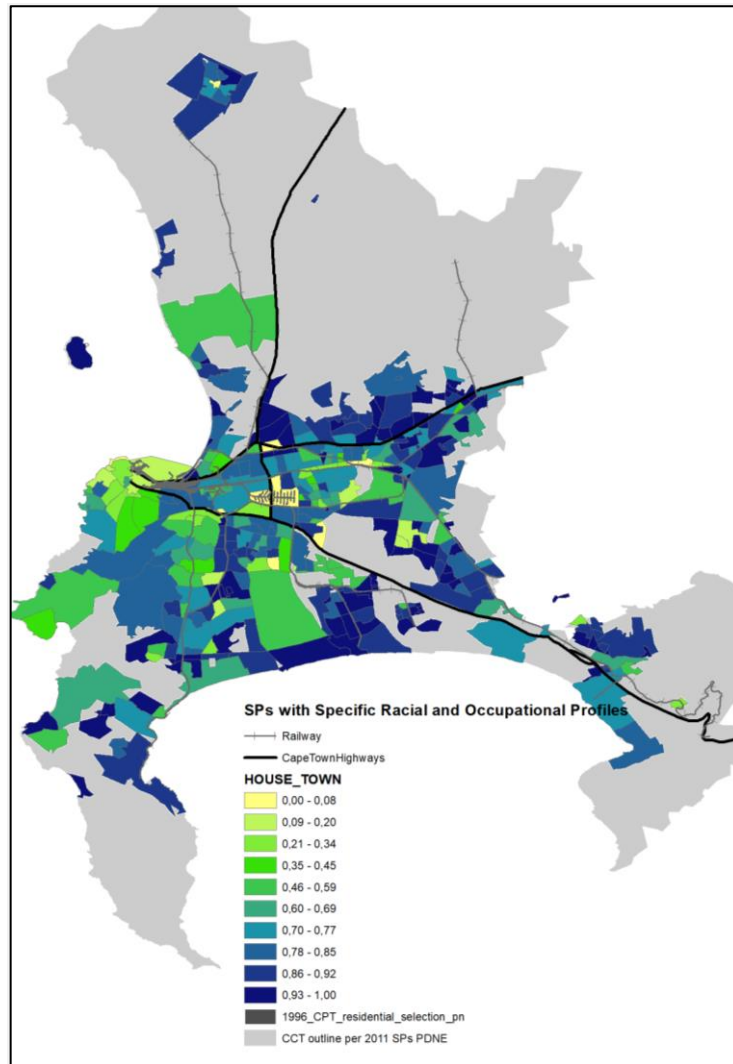 SPs with Specific Racial and Occupational Profiles
Railway
CapeTownHighways
HOUSE_TOWN
0,00 - 0,08
0,09 - 0,20
0,21 - 0,34
0,35 - 0,45
0,46 - 0,59
0,60 - 0,69
0,70 - 0,77
0,78 - 0,85
0,86 - 0,92
0,93 - 1,00
1996_CPT_residential_selection_pn
CCT outline per 2011 SPs PDNE